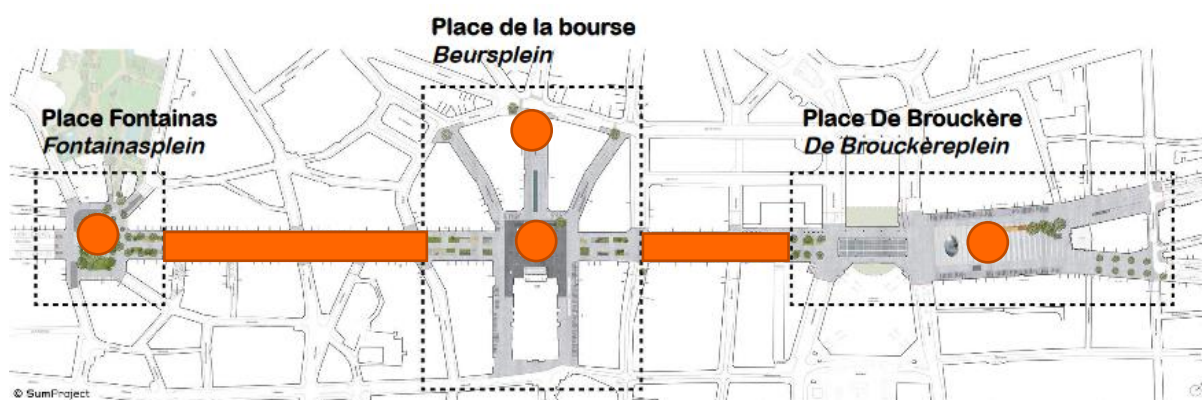 Place de la bourse
Beursplein
Place Fontainas
Fontainasplein
Place De Brouckère
De Brouckèreplein
© SumProject